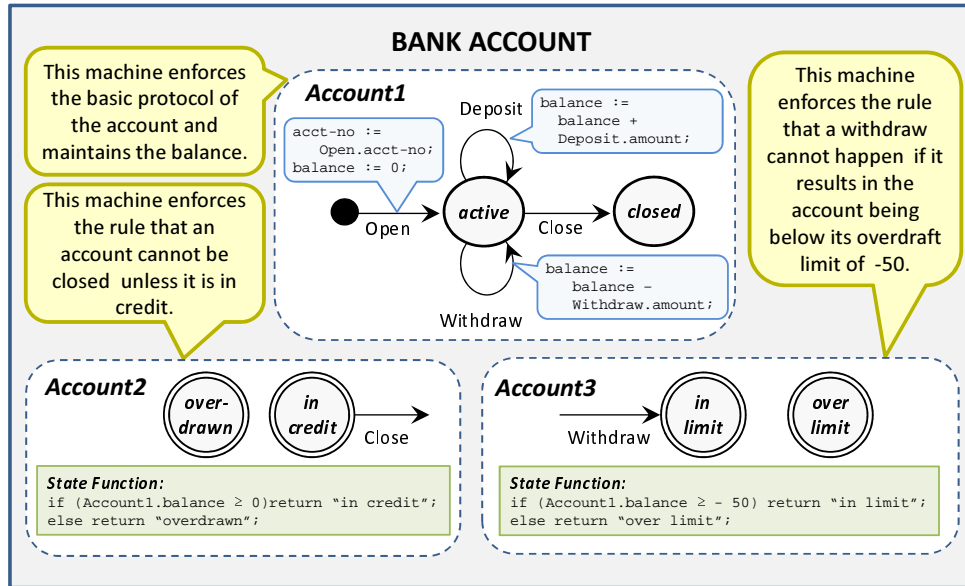 BANK ACCOUNT
This machine enforces
the basic protocol of
the account and
maintains the balance.
Account1
acct-no :=
Open.acct-no;
balance := 0;
Deposit
balance :=
balance +
Deposit.amount;
Open
active
Close
closed
balance :=
balance –
Withdraw.amount;
Withdraw
This machine
enforces the rule
that a withdraw
cannot happen if it
results in the
account being
below its overdraft
limit of -50.
This machine enforces
the rule that an
account cannot be
closed unless it is in
credit.
Account2
over-
drawn
in
credit
Close
State Function:
if (Account1.balance ≥ 0)return “in credit”;
else return “overdrawn”;
Account3
Withdraw
in
limit
over
limit
State Function:
if (Account1.balance ≥ - 50) return “in limit”;
else return “over limit”;